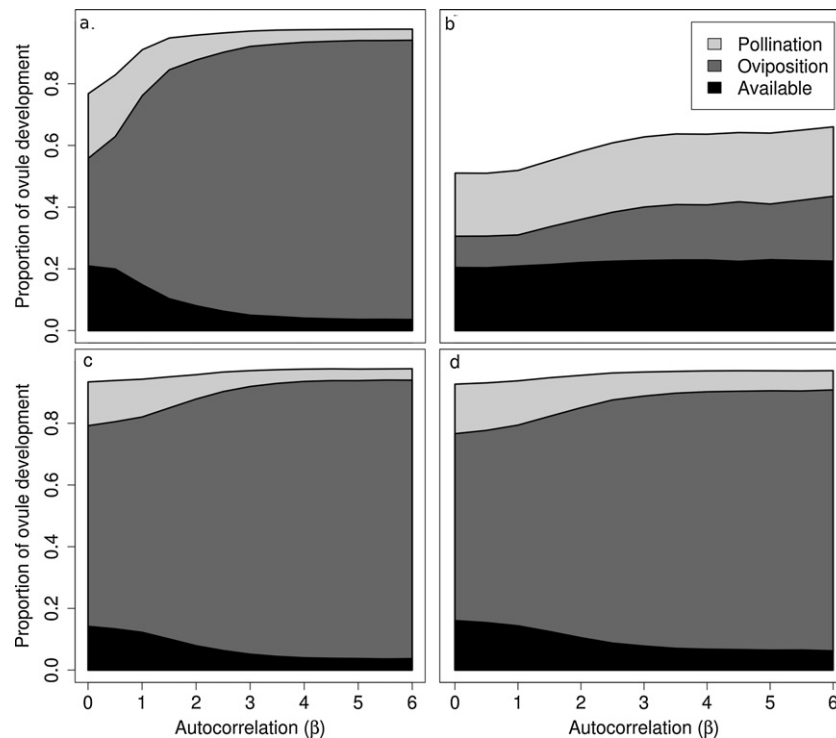 a.
b
Pollination
Oviposition
Available
Proportion of ovule development
0.0 0.2 0.4 0.6 0.8
c
d
Proportion of ovule development
0.0 0.2 0.4 0.6 0.8
0 1 2 3 4 5 6
0 1 2 3 4 5 6
Autocorrelation (β)
Autocorrelation (β)